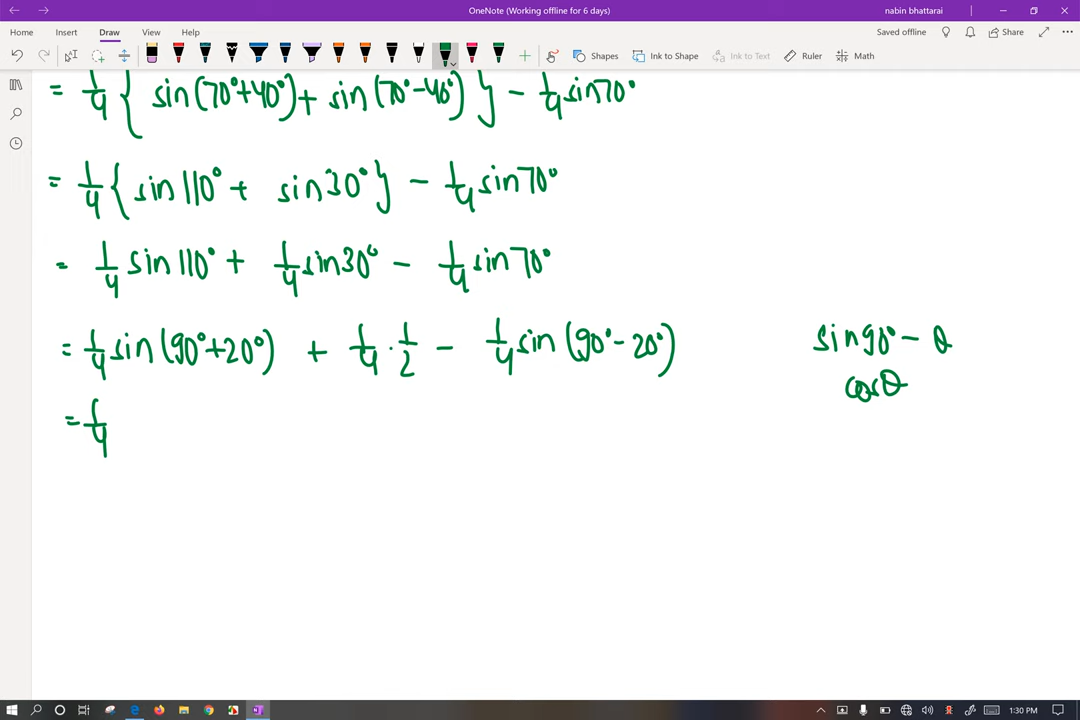 OneNote (Working offline for 6 days)
nabin bhattarai
Home Insert Draw View Help
Saved offline
Share
Shapes Ink to Shape Ink to Text Ruler Math
= 1/4 { sin(70°+40°)+ sin(70°-40°) } - 1/4 sin70°
= 1/4 { sin110° + sin30° } - 1/4 sin70°
= 1/4 sin110° + 1/4 sin30° - 1/4 sin70°
= 1/4 sin(90°+20°) + 1/4 · 1/2 - 1/4 sin(90°-20°)
sin90° - θ
cosθ
= 1/4
1:30 PM